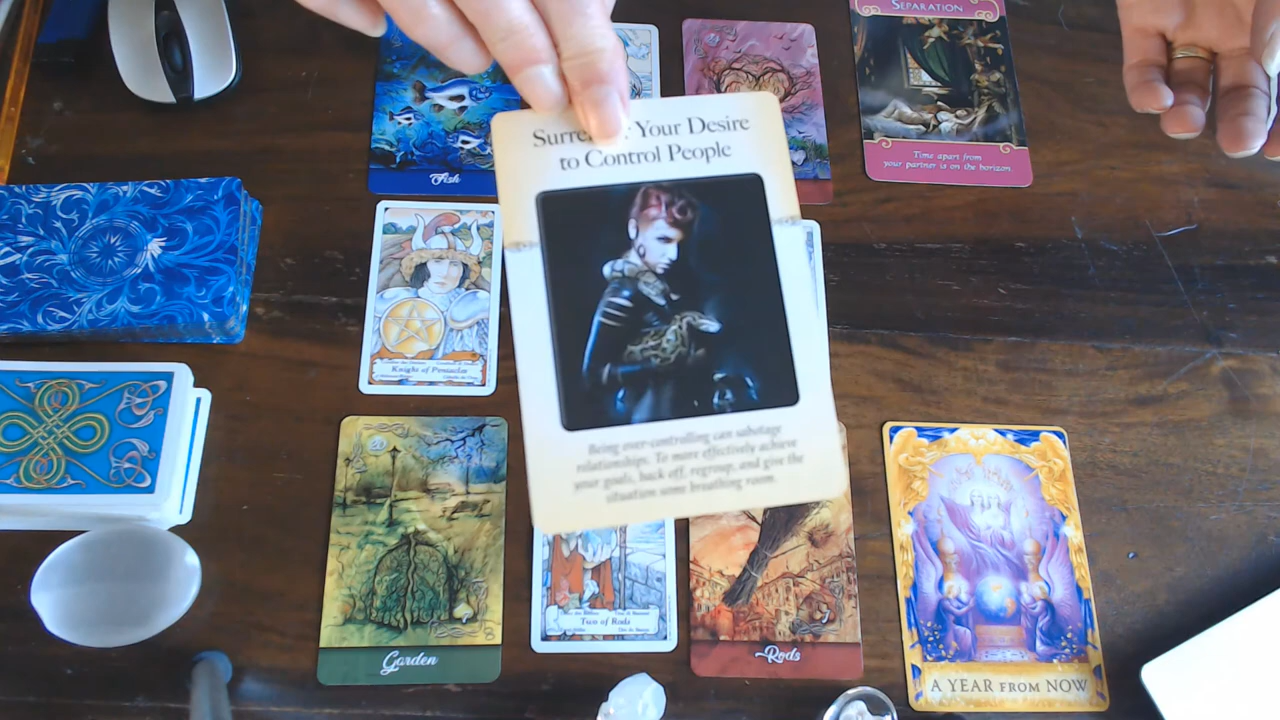 SEPARATION
Time apart from
your partner is on the horizon.
Fish
Your Desire
to Control People
Being over-controlling can sabotage
relationships. To more effectively achieve
your goals, back off, regroup, and give the
situation some breathing room.
Knight of Pentacles
Garden
Two of Rods
Rods
A YEAR FROM NOW